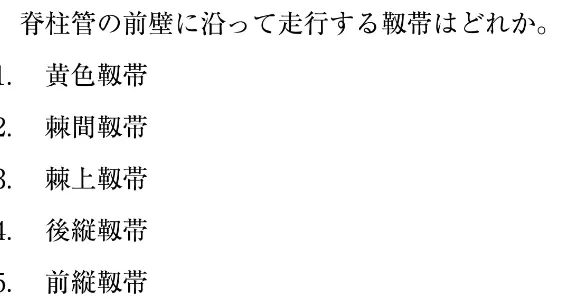 脊柱管の前壁に沿って走行する靱帯はどれか。
1. 黄色靱帯
2. 棘間靱帯
3. 棘上靱帯
4. 後縦靱帯
5. 前縦靱帯